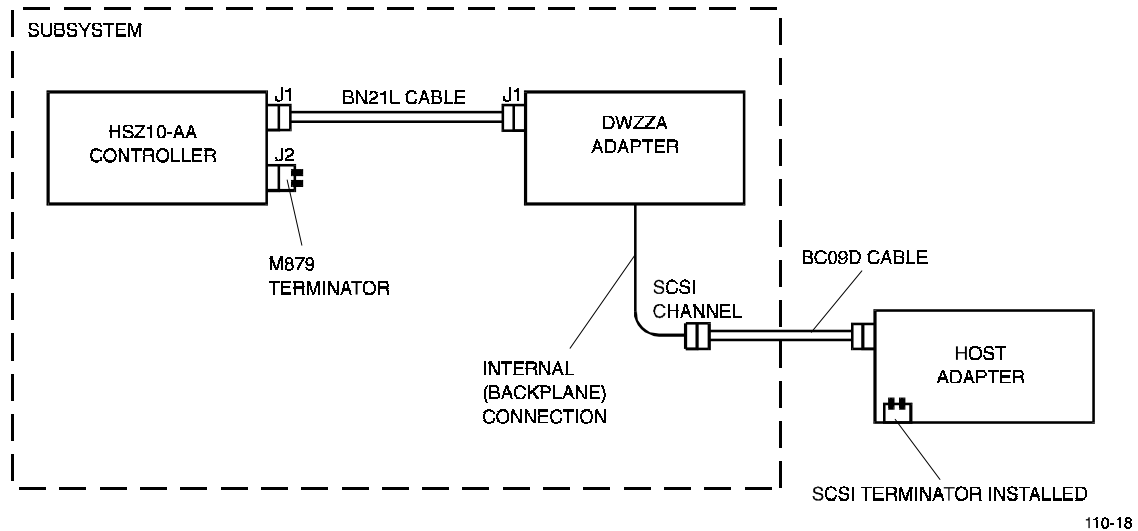 SUBSYSTEM
J1
BN21L CABLE
J1
HSZ10-AA
CONTROLLER
DWZZA
ADAPTER
J2
M879
TERMINATOR
BC09D CABLE
SCSI
CHANNEL
INTERNAL
(BACKPLANE)
CONNECTION
HOST
ADAPTER
SCSI TERMINATOR INSTALLED
110-18